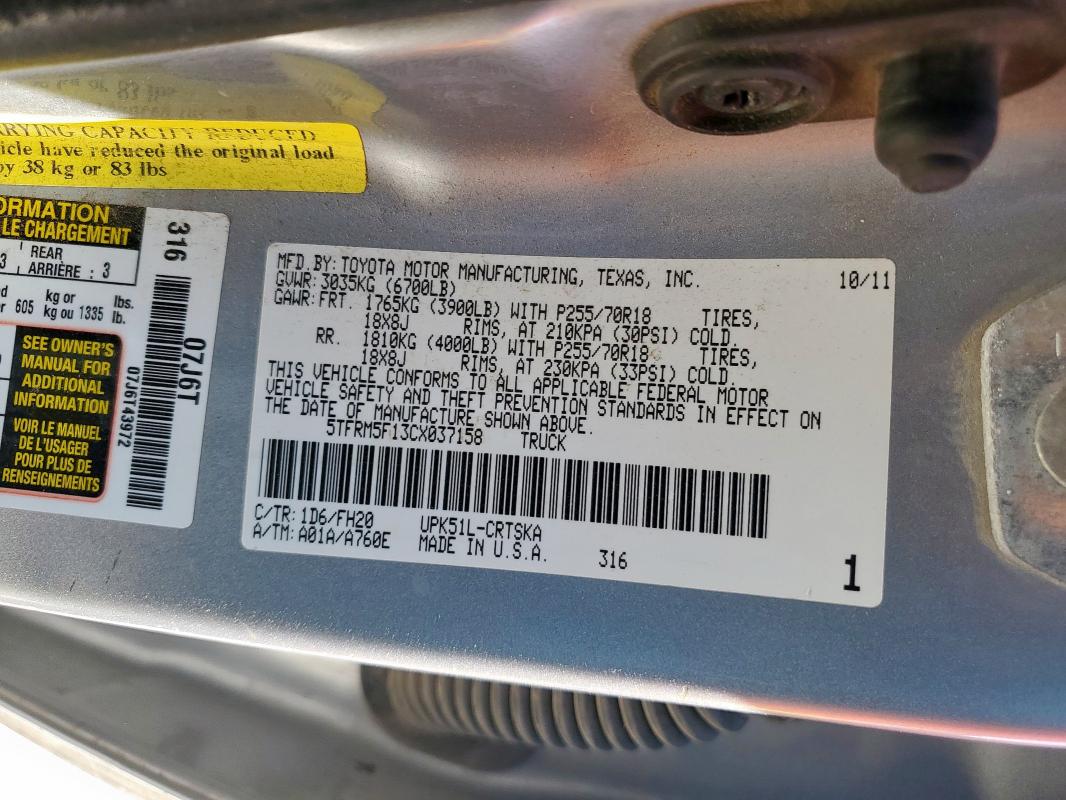 RYING CAPACITY REDUCED
icle have reduced the original load
by 38 kg or 83 lbs
ORMATION
LE CHARGEMENT
3 REAR
ARRIÈRE : 3
605 kg or
kg ou 1335 lbs.
lb.
SEE OWNER'S
MANUAL FOR
ADDITIONAL
INFORMATION
VOIR LE MANUEL
DE L'USAGER
POUR PLUS DE
RENSEIGNEMENTS
316
07J6T
07J6T43972
MFD.BY:TOYOTA MOTOR MANUFACTURING, TEXAS, INC. 10/11
GVWR:3035KG (6700LB)
GAWR:FRT. 1765KG (3900LB) WITH P255/70R18 TIRES,
18X8J RIMS, AT 210KPA (30PSI) COLD.
RR. 1810KG (4000LB) WITH P255/70R18 TIRES,
18X8J RIMS, AT 230KPA (33PSI) COLD.
THIS VEHICLE CONFORMS TO ALL APPLICABLE FEDERAL MOTOR
VEHICLE SAFETY AND THEFT PREVENTION STANDARDS IN EFFECT ON
THE DATE OF MANUFACTURE SHOWN ABOVE.
5TFRM5F13CX037158 TRUCK
C/TR:1D6/FH20 UPK51L-CRTSKA
A/TM:A01A/A760E MADE IN U.S.A. 316
1